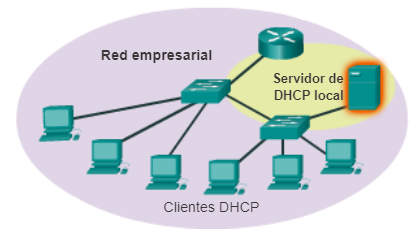 Red empresarial
Servidor de
DHCP local
Clientes DHCP